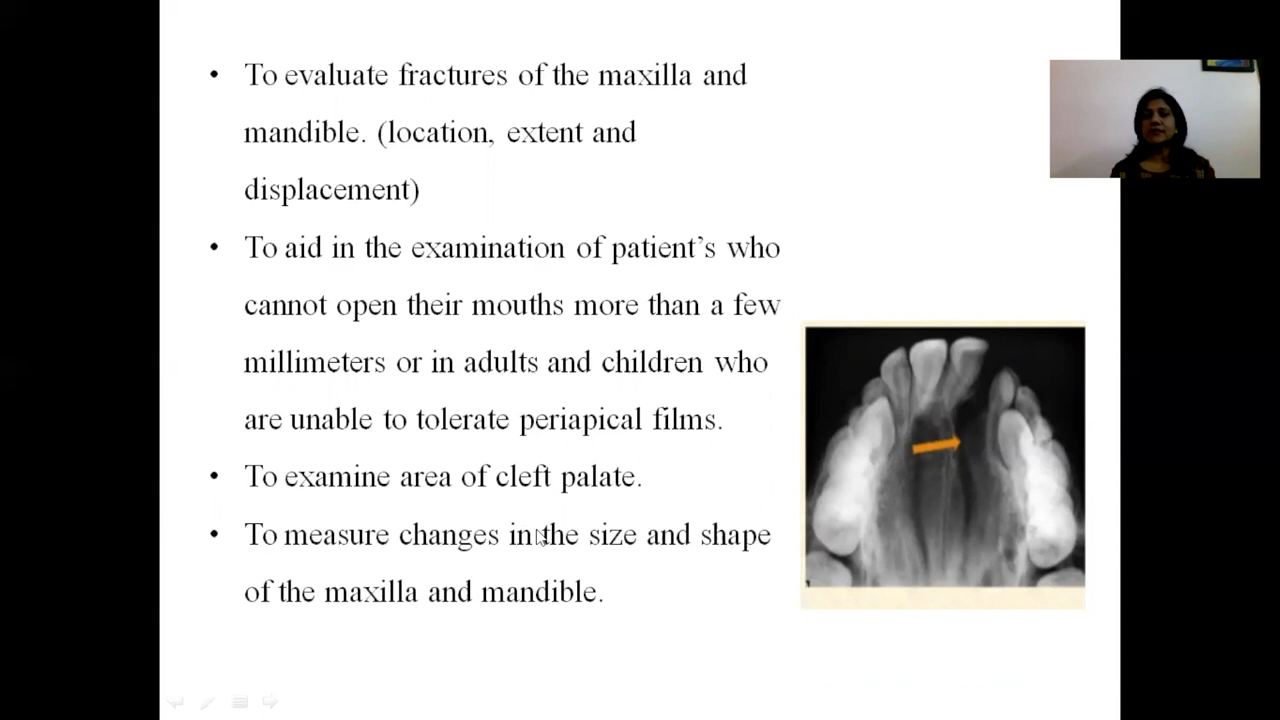 • To evaluate fractures of the maxilla and
mandible. (location, extent and
displacement)
• To aid in the examination of patient’s who
cannot open their mouths more than a few
millimeters or in adults and children who
are unable to tolerate periapical films.
• To examine area of cleft palate.
• To measure changes in the size and shape
of the maxilla and mandible.